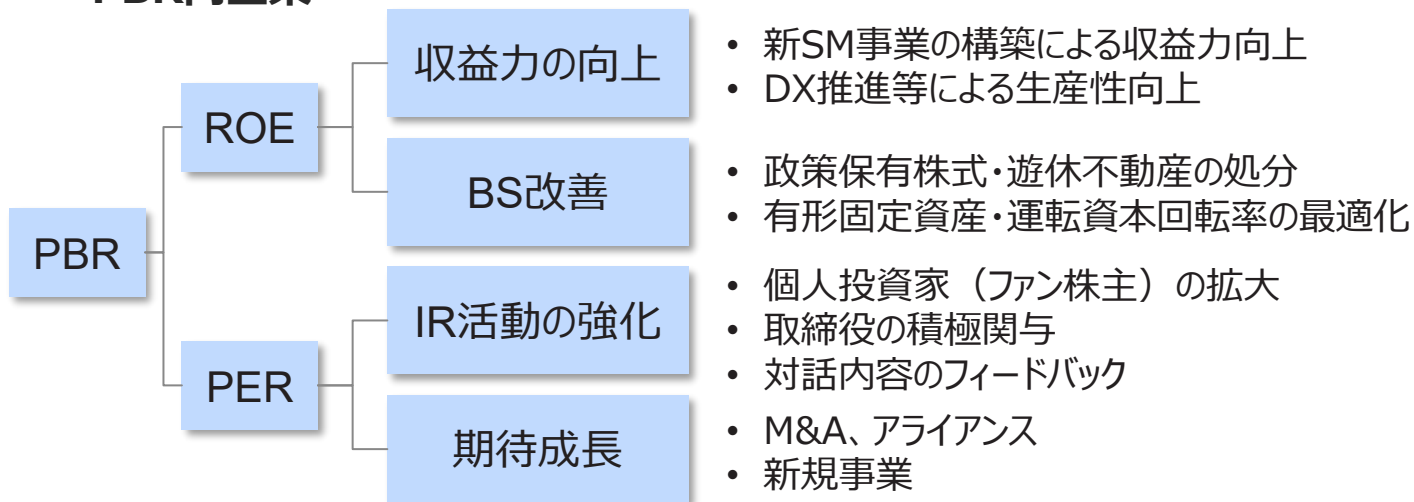 PBR
ROE
PER
収益力の向上
• 新SM事業の構築による収益力向上
• DX推進等による生産性向上
BS改善
• 政策保有株式・遊休不動産の処分
• 有形固定資産・運転資本回転率の最適化
IR活動の強化
• 個人投資家（ファン株主）の拡大
• 取締役の積極関与
• 対話内容のフィードバック
期待成長
• M&A、アライアンス
• 新規事業